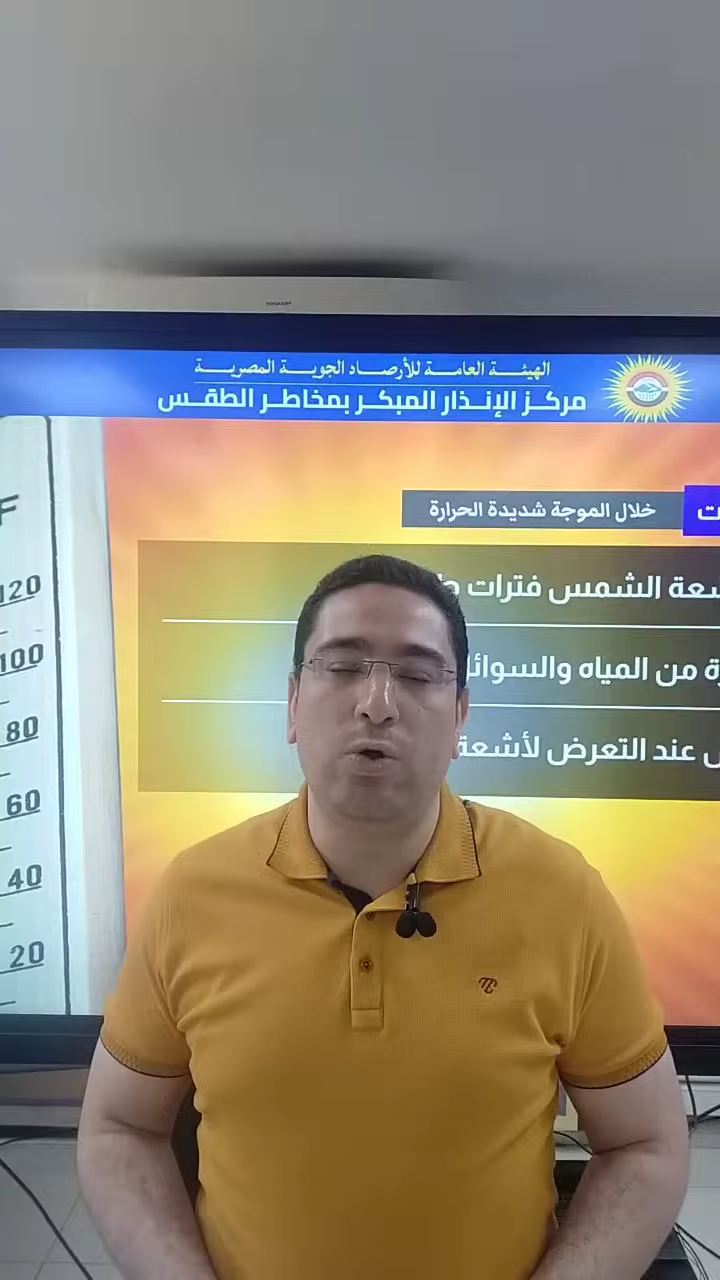 SHARP
الهيئة العامة للأرصاد الجوية المصرية
مركز الإنذار المبكر بمخاطر الطقس
خلال الموجة شديدة الحرارة
الشمس فترات
من المياه
عند التعرض لأشعة
F
120
100
80
60
40
20